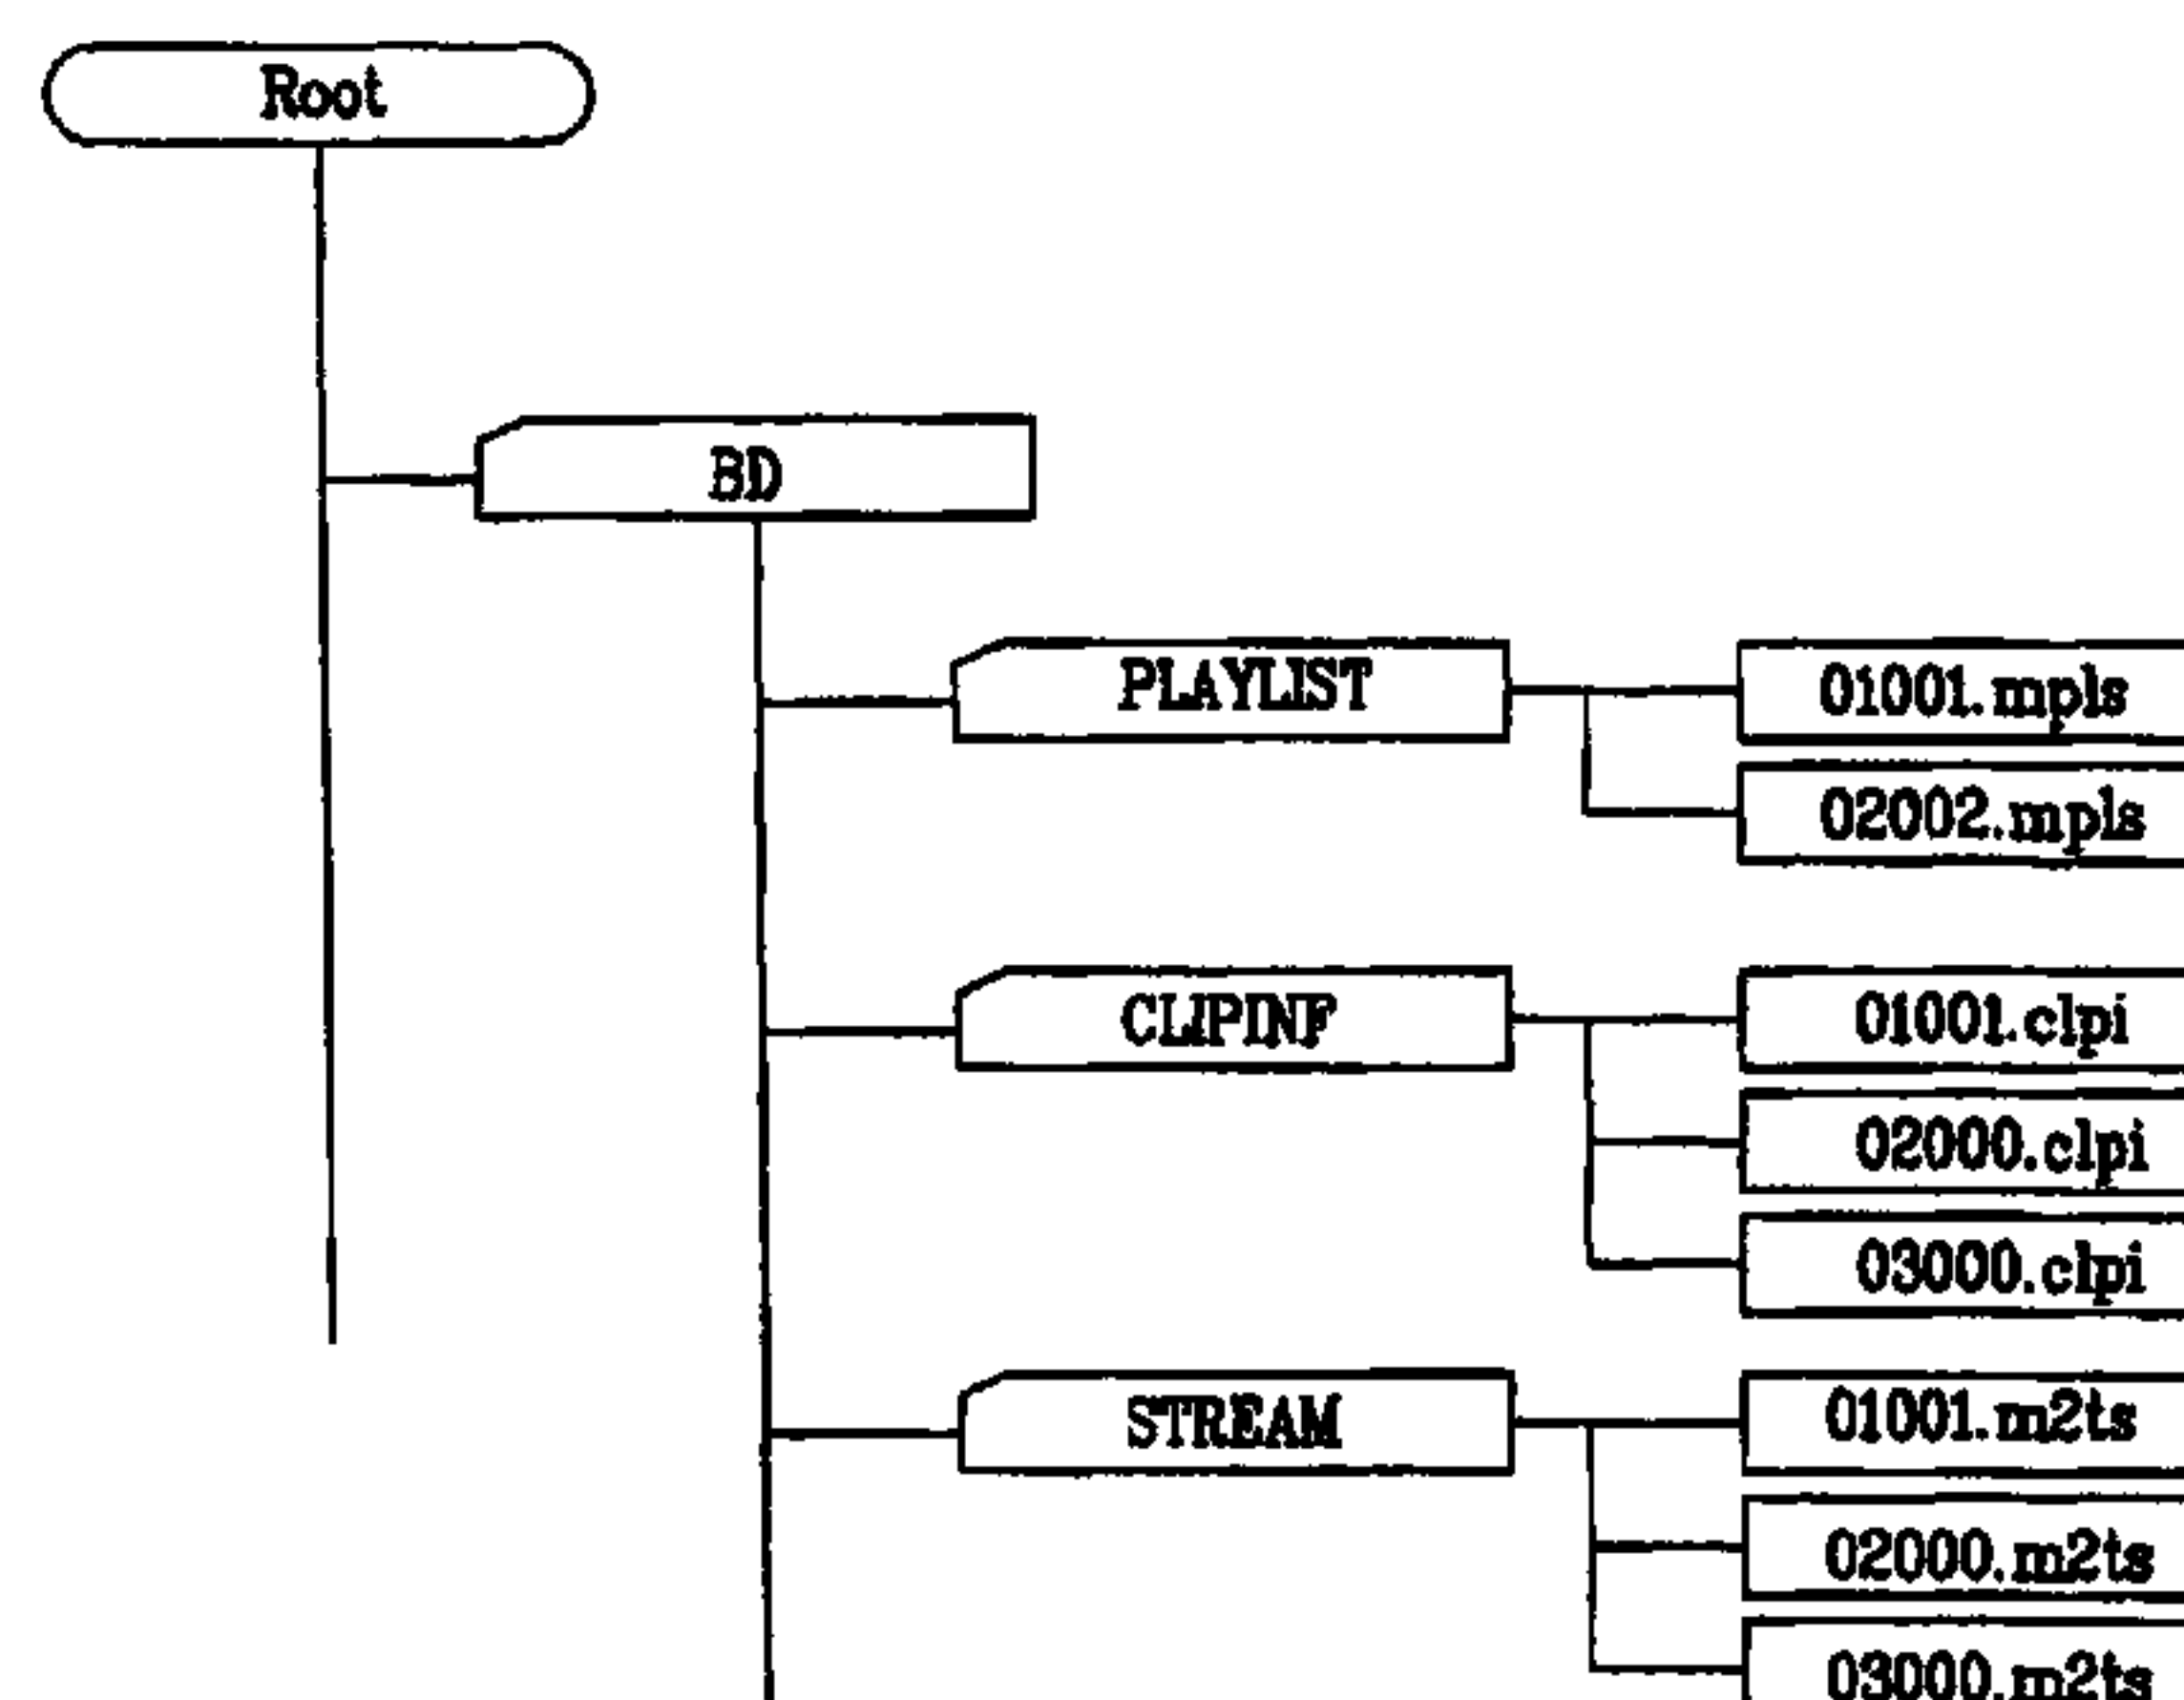 Root
BD
PLAYLIST
01001.mpls
02002.mpls
CLIPINF
01001.clpi
02000.clpi
03000.clpi
STREAM
01001.m2ts
02000.m2ts
03000.m2ts